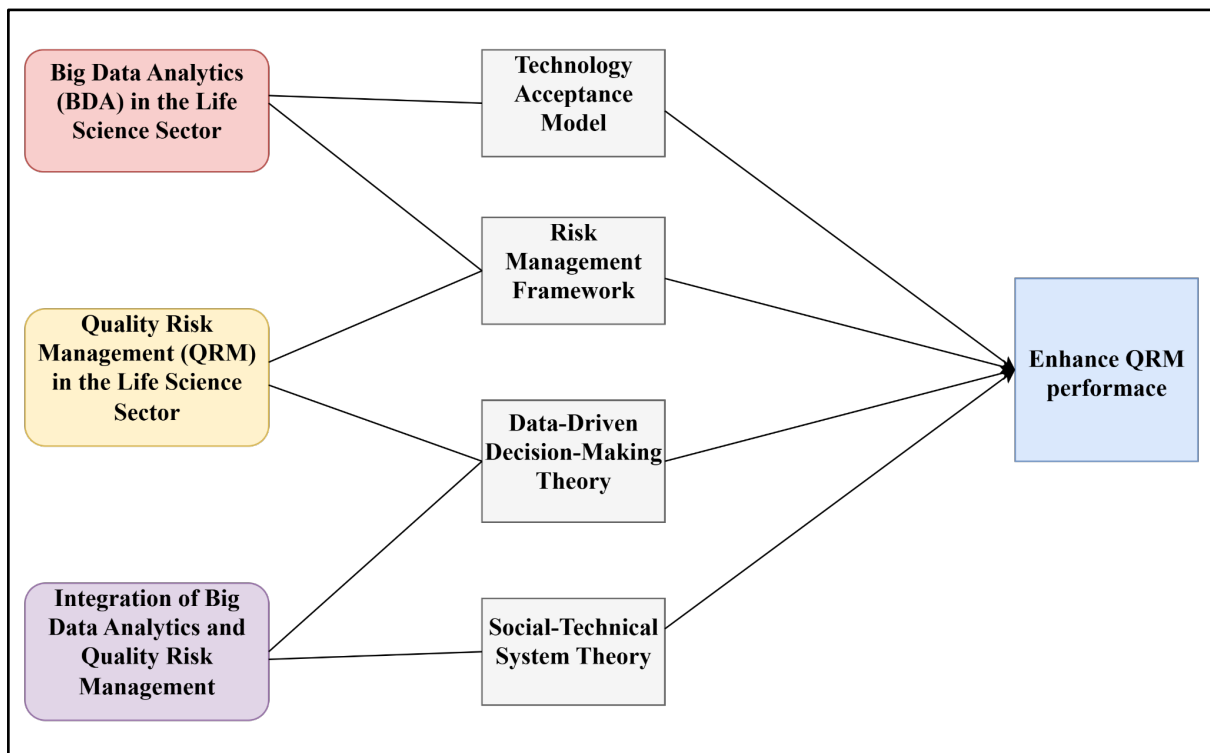 Big Data Analytics
(BDA) in the Life
Science Sector
Technology
Acceptance
Model
Risk
Management
Framework
Quality Risk
Management (QRM)
in the Life Science
Sector
Enhance QRM
performace
Data-Driven
Decision-Making
Theory
Integration of Big
Data Analytics and
Quality Risk
Management
Social-Technical
System Theory